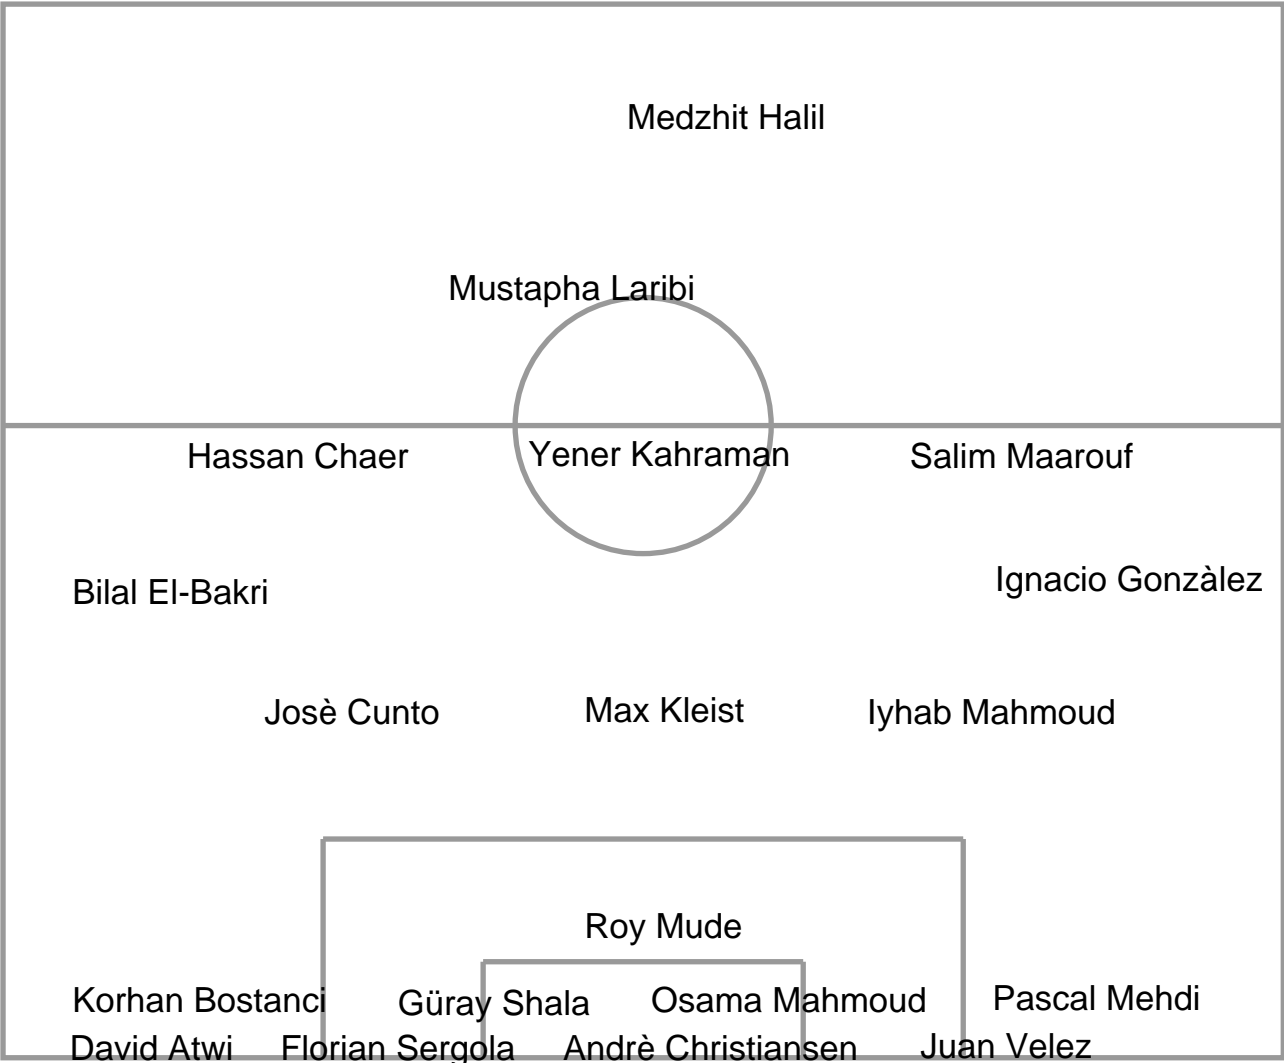 Medzhit Halil
Mustapha Laribi
Hassan Chaer Yener Kahraman Salim Maarouf
Bilal El-Bakri Ignacio Gonzàlez
Josè Cunto Max Kleist Iyhab Mahmoud
Roy Mude
Korhan Bostanci Güray Shala Osama Mahmoud Pascal Mehdi
David Atwi Florian Sergola Andrè Christiansen Juan Velez